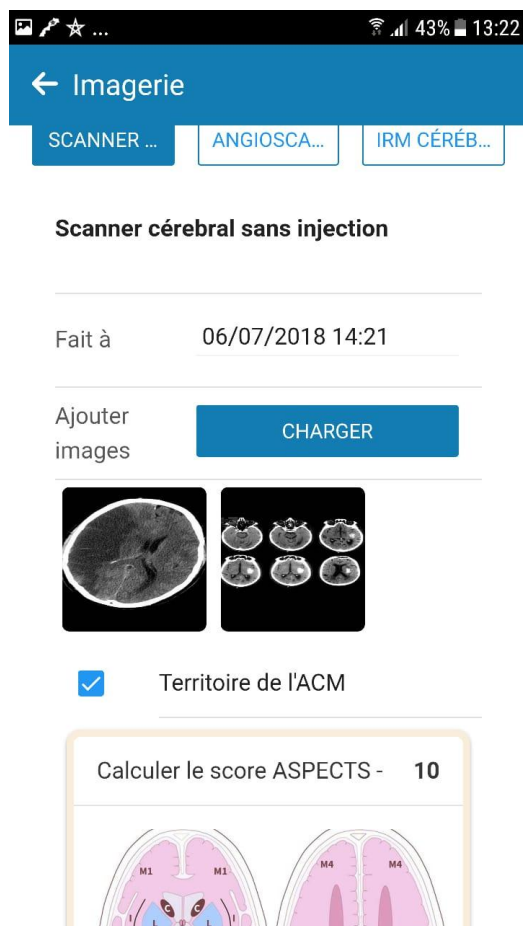 ... 43% 13:22
Imagerie
SCANNER ... ANGIOSCA... IRM CÉRÉB...
Scanner cérébral sans injection
Fait à 06/07/2018 14:21
Ajouter images CHARGER
Territoire de l'ACM
Calculer le score ASPECTS - 10
M1 M1 M4 M4
C C
I L L I